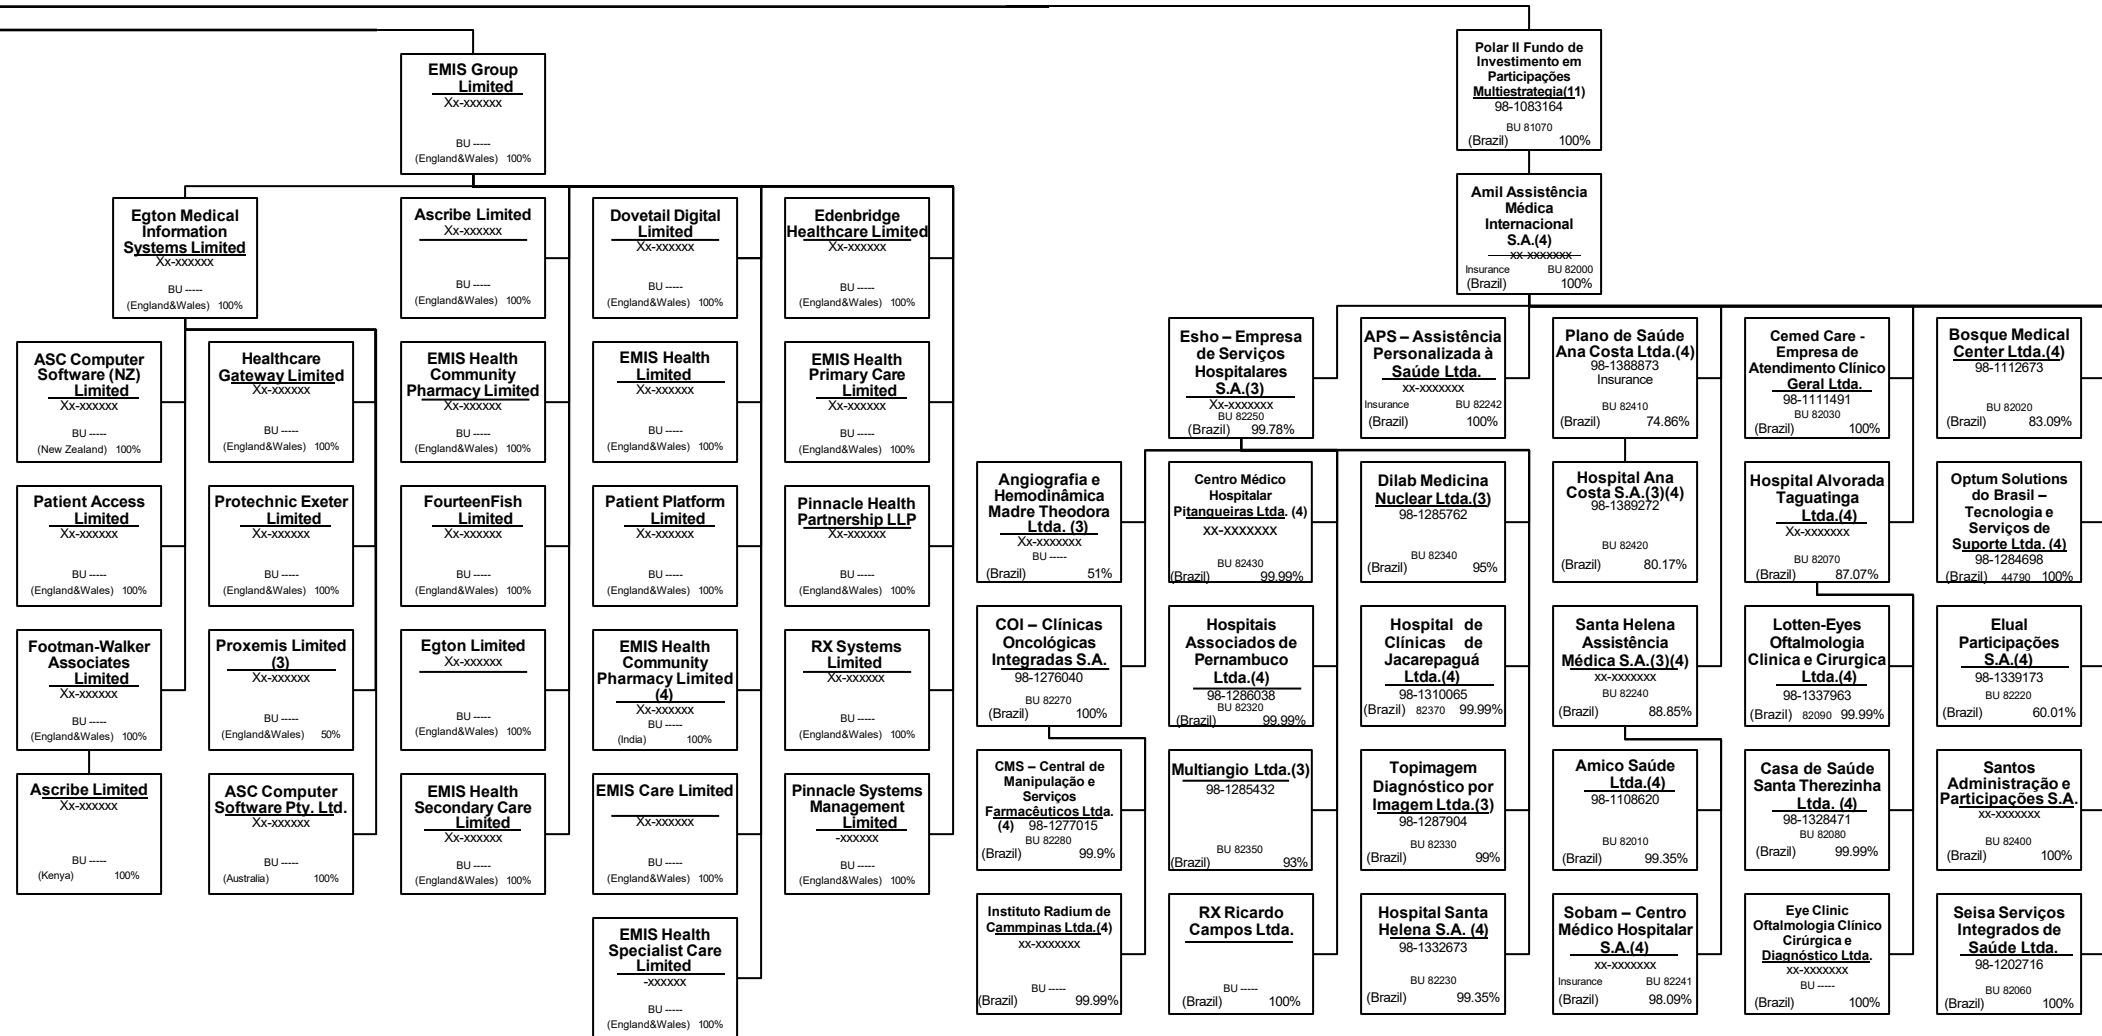 EMIS Group
Limited
Xx-xxxxxx
BU -----
(England&Wales) 100%
Polar II Fundo de
Investimento em
Participações
Multiestrategia(11)
98-1083164
BU 81070
(Brazil) 100%
Egton Medical
Information
Systems Limited
Xx-xxxxxx
BU -----
(England&Wales) 100%
Ascribe Limited
Xx-xxxxxx
BU -----
(England&Wales) 100%
Dovetail Digital
Limited
Xx-xxxxxx
BU -----
(England&Wales) 100%
Edenbridge
Healthcare Limited
Xx-xxxxxx
BU -----
(England&Wales) 100%
Amil Assistência
Médica
Internacional
S.A.(4)
xx-xxxxxxx
Insurance BU 82000
(Brazil) 100%
ASC Computer
Software (NZ)
Limited
Xx-xxxxxx
BU -----
(New Zealand) 100%
Healthcare
Gateway Limited
Xx-xxxxxx
BU -----
(England&Wales) 100%
EMIS Health
Community
Pharmacy Limited
Xx-xxxxxx
BU -----
(England&Wales) 100%
EMIS Health
Limited
Xx-xxxxxx
BU -----
(England&Wales) 100%
EMIS Health
Primary Care
Limited
Xx-xxxxxx
BU -----
(England&Wales) 100%
Esho – Empresa
de Serviços
Hospitalares
S.A.(3)
Xx-xxxxxxx
BU 82250
(Brazil) 99.78%
APS – Assistência
Personalizada à
Saúde Ltda.
xx-xxxxxxx
Insurance BU 82242
(Brazil) 100%
Plano de Saúde
Ana Costa Ltda.(4)
98-1388873
Insurance
BU 82410
(Brazil) 74.86%
Cemed Care -
Empresa de
Atendimento Clínico
Geral Ltda.
98-1111491
BU 82030
(Brazil) 100%
Bosque Medical
Center Ltda.(4)
98-1112673
BU 82020
(Brazil) 83.09%
Patient Access
Limited
Xx-xxxxxx
BU -----
(England&Wales) 100%
Protechnic Exeter
Limited
Xx-xxxxxx
BU -----
(England&Wales) 100%
FourteenFish
Limited
Xx-xxxxxx
BU -----
(England&Wales) 100%
Patient Platform
Limited
Xx-xxxxxx
BU -----
(England&Wales) 100%
Pinnacle Health
Partnership LLP
Xx-xxxxxx
BU -----
(England&Wales) 100%
Angiografia e
Hemodinâmica
Madre Theodora
Ltda. (3)
Xx-xxxxxxx
BU -----
(Brazil) 51%
Centro Médico
Hospitalar
Pitangueiras Ltda. (4)
xx-xxxxxxx
BU 82430
(Brazil) 99.99%
Dilab Medicina
Nuclear Ltda.(3)
98-1285762
BU 82340
(Brazil) 95%
Hospital Ana
Costa S.A.(3)(4)
98-1389272
BU 82420
(Brazil) 80.17%
Hospital Alvorada
Taguatinga
Ltda.(4)
Xx-xxxxxxx
BU 82070
(Brazil) 87.07%
Optum Solutions
do Brasil –
Tecnologia e
Serviços de
Suporte Ltda. (4)
98-1284698
(Brazil) 44790 100%
Footman-Walker
Associates
Limited
Xx-xxxxxx
BU -----
(England&Wales) 100%
Proxemis Limited
(3)
Xx-xxxxxx
BU -----
(England&Wales) 50%
Egton Limited
Xx-xxxxxx
BU -----
(England&Wales) 100%
EMIS Health
Community
Pharmacy Limited
(4)
Xx-xxxxxx
BU -----
(India) 100%
RX Systems
Limited
Xx-xxxxxx
BU -----
(England&Wales) 100%
COI – Clínicas
Oncológicas
Integradas S.A.
98-1276040
BU 82270
(Brazil) 100%
Hospitais
Associados de
Pernambuco
Ltda.(4)
98-1286038
BU 82320
(Brazil) 99.99%
Hospital de
Clínicas de
Jacarepaguá
Ltda.(4)
98-1310065
(Brazil) 82370 99.99%
Santa Helena
Assistência
Médica S.A.(3)(4)
xx-xxxxxxx
BU 82240
(Brazil) 88.85%
Lotten-Eyes
Oftalmologia
Clinica e Cirurgica
Ltda.(4)
98-1337963
(Brazil) 82090 99.99%
Elual
Participações
S.A.(4)
98-1339173
BU 82220
(Brazil) 60.01%
Ascribe Limited
Xx-xxxxxx
BU -----
(Kenya) 100%
ASC Computer
Software Pty. Ltd.
Xx-xxxxxx
BU -----
(Australia) 100%
EMIS Health
Secondary Care
Limited
Xx-xxxxxx
BU -----
(England&Wales) 100%
EMIS Care Limited
Xx-xxxxxx
BU -----
(England&Wales) 100%
Pinnacle Systems
Management
Limited
-xxxxxx
BU -----
(England&Wales) 100%
CMS – Central de
Manipulação e
Serviços
Farmacêuticos Ltda.
(4) 98-1277015
BU 82280
(Brazil) 99.9%
Multiangio Ltda.(3)
98-1285432
BU 82350
(Brazil) 93%
Topimagem
Diagnóstico por
Imagem Ltda.(3)
98-1287904
BU 82330
(Brazil) 99%
Amico Saúde
Ltda.(4)
98-1108620
BU 82010
(Brazil) 99.35%
Casa de Saúde
Santa Therezinha
Ltda. (4)
98-1328471
BU 82080
(Brazil) 99.99%
Santos
Administração e
Participações S.A.
xx-xxxxxxx
BU 82400
(Brazil) 100%
EMIS Health
Specialist Care
Limited
-xxxxxx
BU -----
(England&Wales) 100%
Instituto Radium de
Cammpinas Ltda.(4)
xx-xxxxxxx
BU -----
(Brazil) 99.99%
RX Ricardo
Campos Ltda.
BU -----
(Brazil) 100%
Hospital Santa
Helena S.A. (4)
98-1332673
BU 82230
(Brazil) 99.35%
Sobam – Centro
Médico Hospitalar
S.A.(4)
xx-xxxxxxx
Insurance BU 82241
(Brazil) 98.09%
Eye Clinic
Oftalmologia Clínico
Cirúrgica e
Diagnóstico Ltda.
xx-xxxxxxx
BU -----
(Brazil) 100%
Seisa Serviços
Integrados de
Saúde Ltda.
98-1202716
BU 82060
(Brazil) 100%